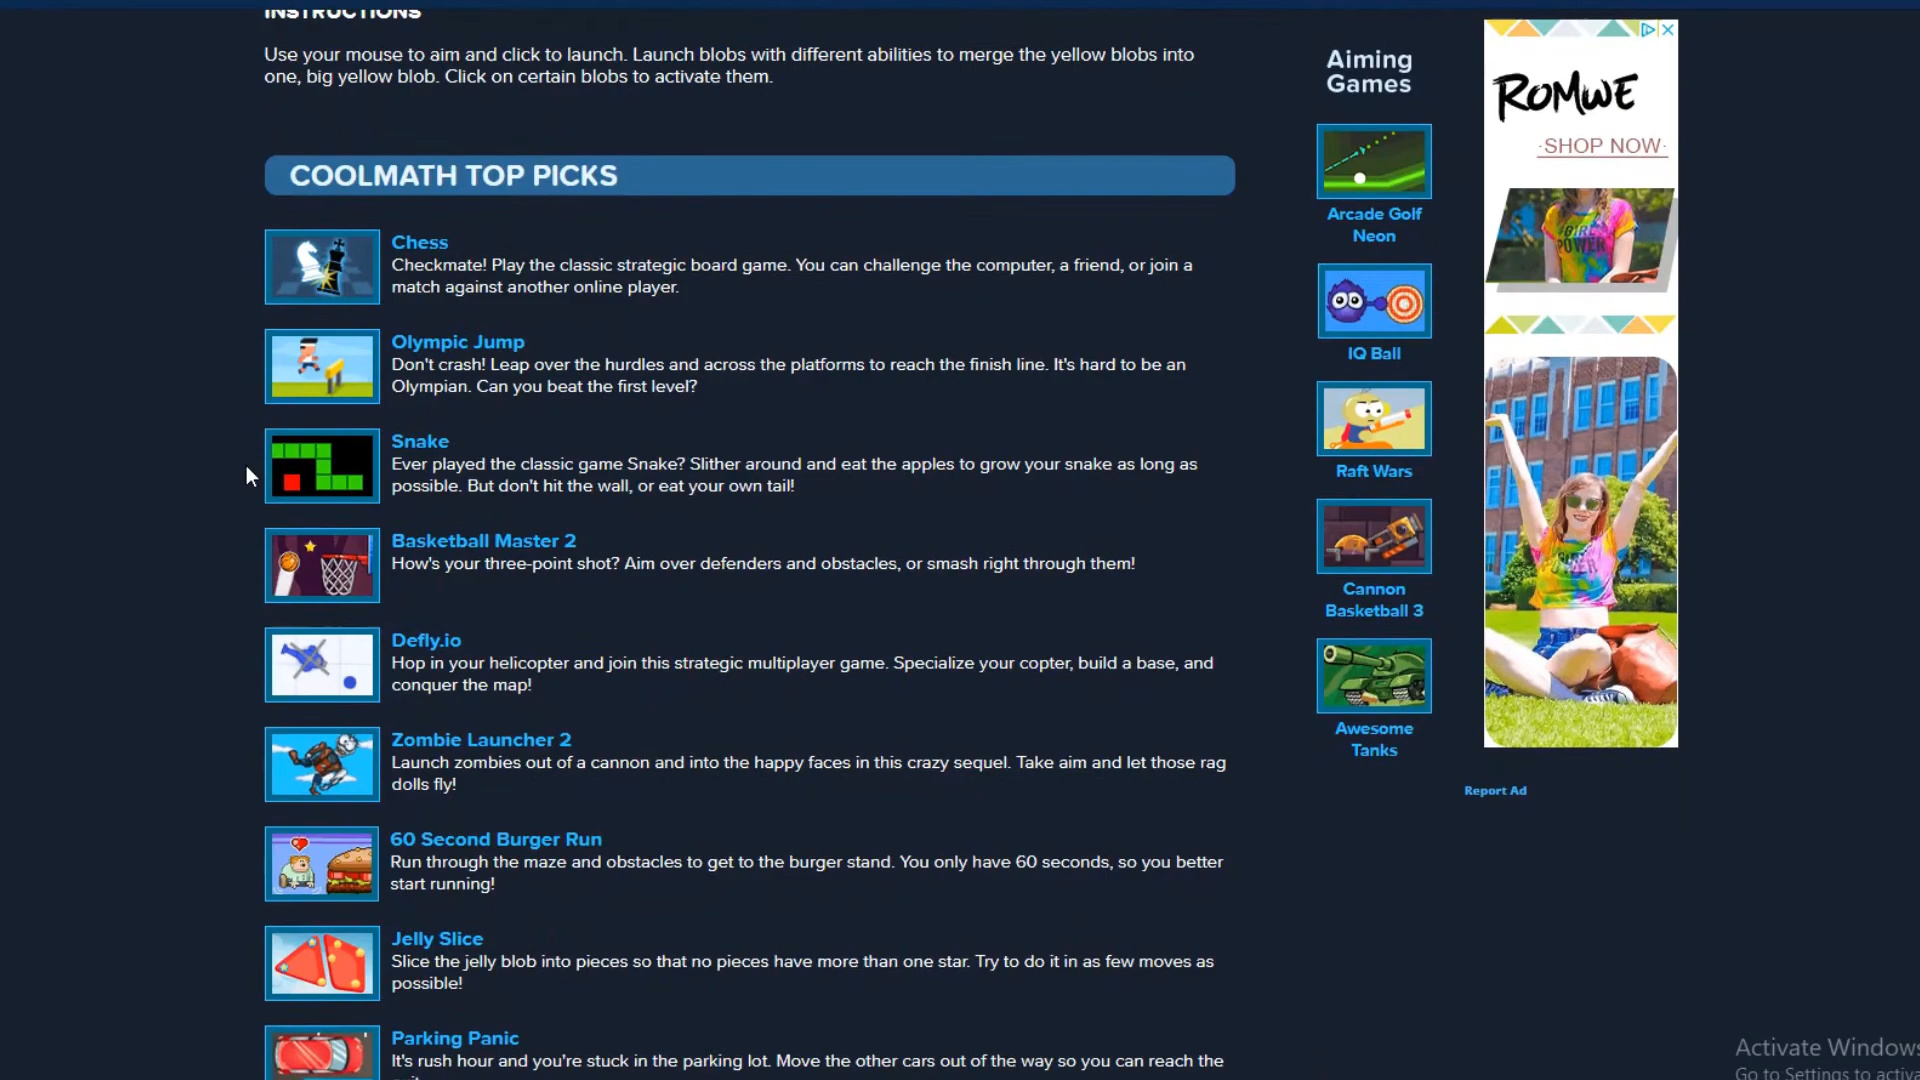 INSTRUCTIONS
Use your mouse to aim and click to launch. Launch blobs with different abilities to merge the yellow blobs into
one, big yellow blob. Click on certain blobs to activate them.
COOLMATH TOP PICKS
Chess
Checkmate! Play the classic strategic board game. You can challenge the computer, a friend, or join a
match against another online player.
Olympic Jump
Don't crash! Leap over the hurdles and across the platforms to reach the finish line. It's hard to be an
Olympian. Can you beat the first level?
Snake
Ever played the classic game Snake? Slither around and eat the apples to grow your snake as long as
possible. But don't hit the wall, or eat your own tail!
Basketball Master 2
How's your three-point shot? Aim over defenders and obstacles, or smash right through them!
Defly.io
Hop in your helicopter and join this strategic multiplayer game. Specialize your copter, build a base, and
conquer the map!
Zombie Launcher 2
Launch zombies out of a cannon and into the happy faces in this crazy sequel. Take aim and let those rag
dolls fly!
60 Second Burger Run
Run through the maze and obstacles to get to the burger stand. You only have 60 seconds, so you better
start running!
Jelly Slice
Slice the jelly blob into pieces so that no pieces have more than one star. Try to do it in as few moves as
possible!
Parking Panic
It's rush hour and you're stuck in the parking lot. Move the other cars out of the way so you can reach the
Aiming
Games
Arcade Golf
Neon
IQ Ball
Raft Wars
Cannon
Basketball 3
Awesome
Tanks
ROMWE
·SHOP NOW·
GIRL
POWER
POWER
Report Ad
Activate Windows
Go to Settings to activa